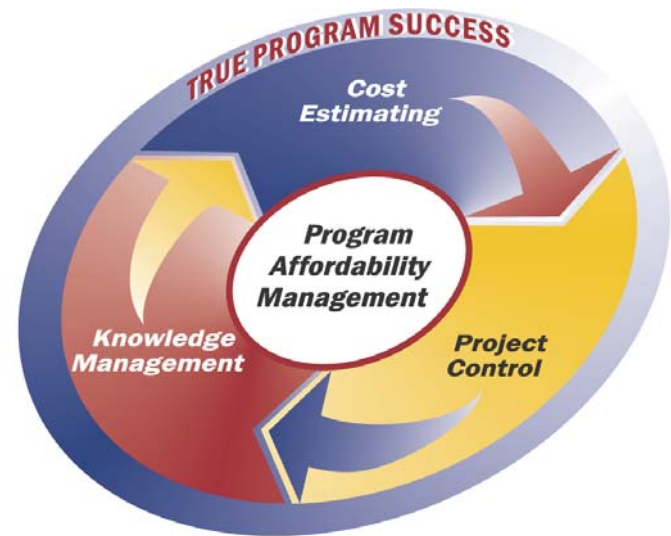 TRUE PROGRAM SUCCESS
Cost
Estimating
Program
Affordability
Management
Knowledge
Management
Project
Control